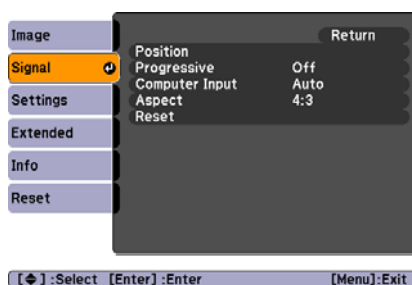 Image
Signal
Settings
Extended
Info
Reset
Return
Position
Progressive Off
Computer Input Auto
Aspect 4:3
Reset
[◆]:Select [Enter]:Enter [Menu]:Exit